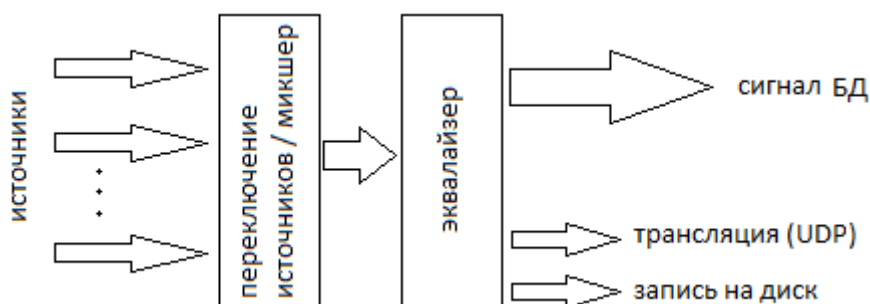 источники
переключение
источников / микшер
эквалайзер
сигнал БД
трансляция (UDP)
запись на диск